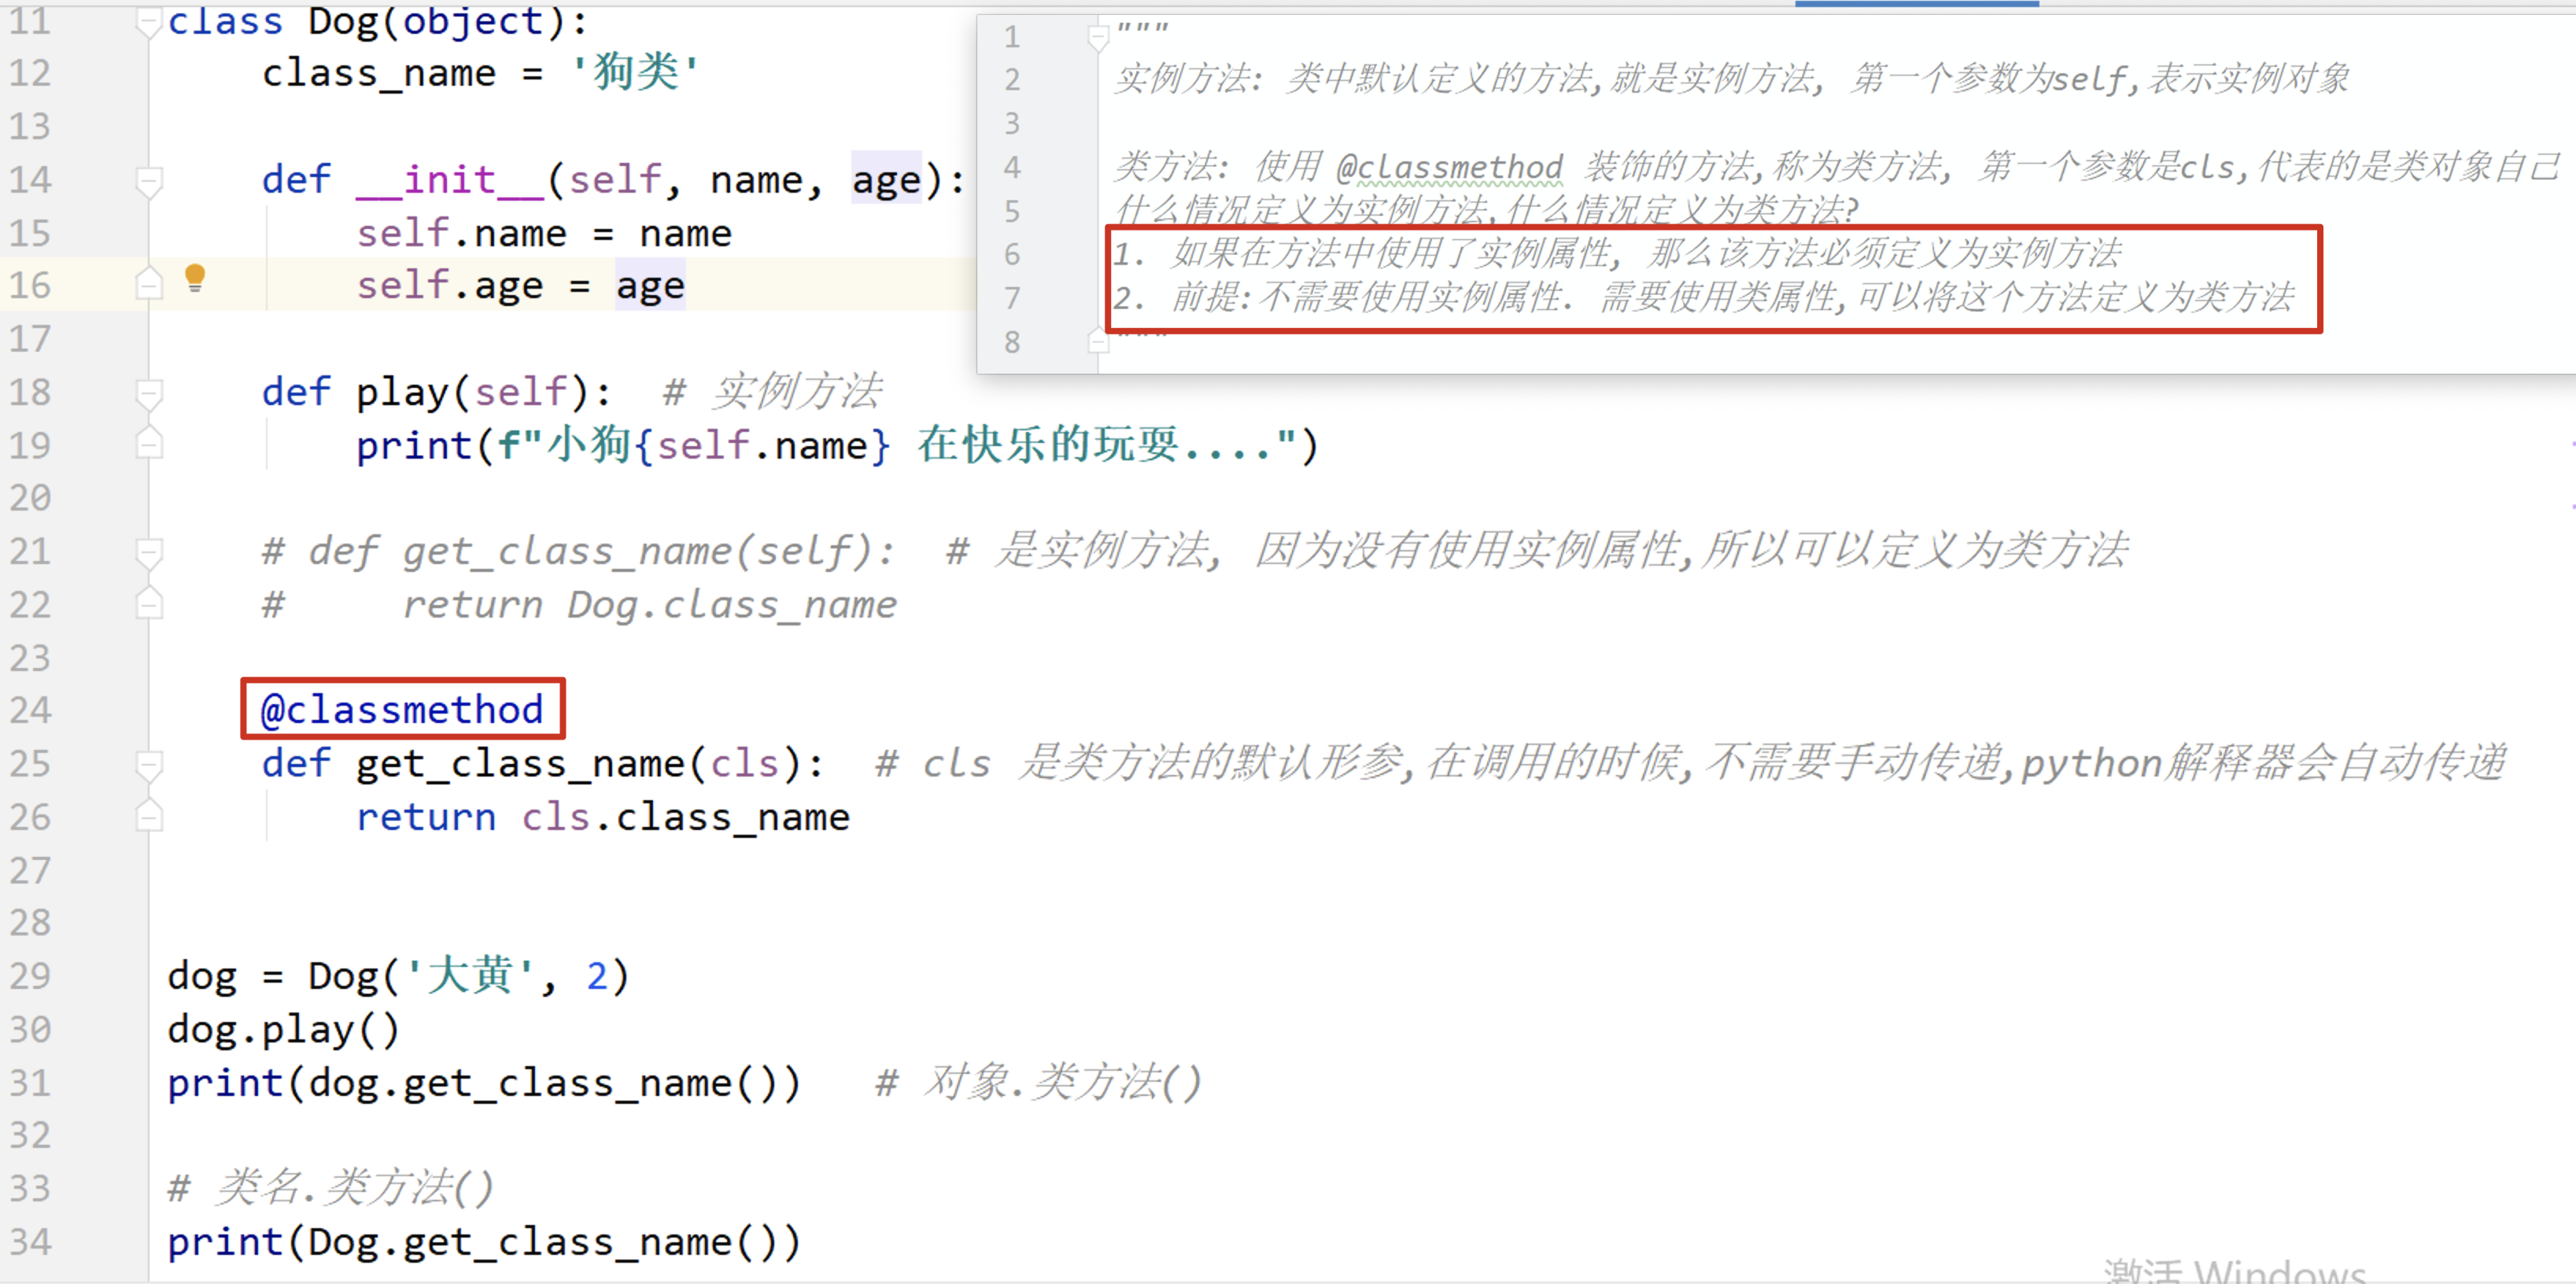 11 class Dog(object):
12     class_name = '狗类'
13
14     def __init__(self, name, age):
15         self.name = name
16         self.age = age
17
18     def play(self):  # 实例方法
19         print(f"小狗{self.name} 在快乐的玩耍....")
20
21     # def get_class_name(self):  # 是实例方法, 因为没有使用实例属性,所以可以定义为类方法
22     #     return Dog.class_name
23
24     @classmethod
25     def get_class_name(cls):  # cls 是类方法的默认形参,在调用的时候,不需要手动传递,python解释器会自动传递
26         return cls.class_name
27
28
29 dog = Dog('大黄', 2)
30 dog.play()
31 print(dog.get_class_name())   # 对象.类方法()
32
33 # 类名.类方法()
34 print(Dog.get_class_name())
1 """
2 实例方法: 类中默认定义的方法,就是实例方法, 第一个参数为self,表示实例对象
3
4 类方法: 使用 @classmethod 装饰的方法,称为类方法, 第一个参数是cls,代表的是类对象自己
5 什么情况定义为实例方法,什么情况定义为类方法?
6 1. 如果在方法中使用了实例属性, 那么该方法必须定义为实例方法
7 2. 前提:不需要使用实例属性. 需要使用类属性,可以将这个方法定义为类方法
8 """
激活 Windows